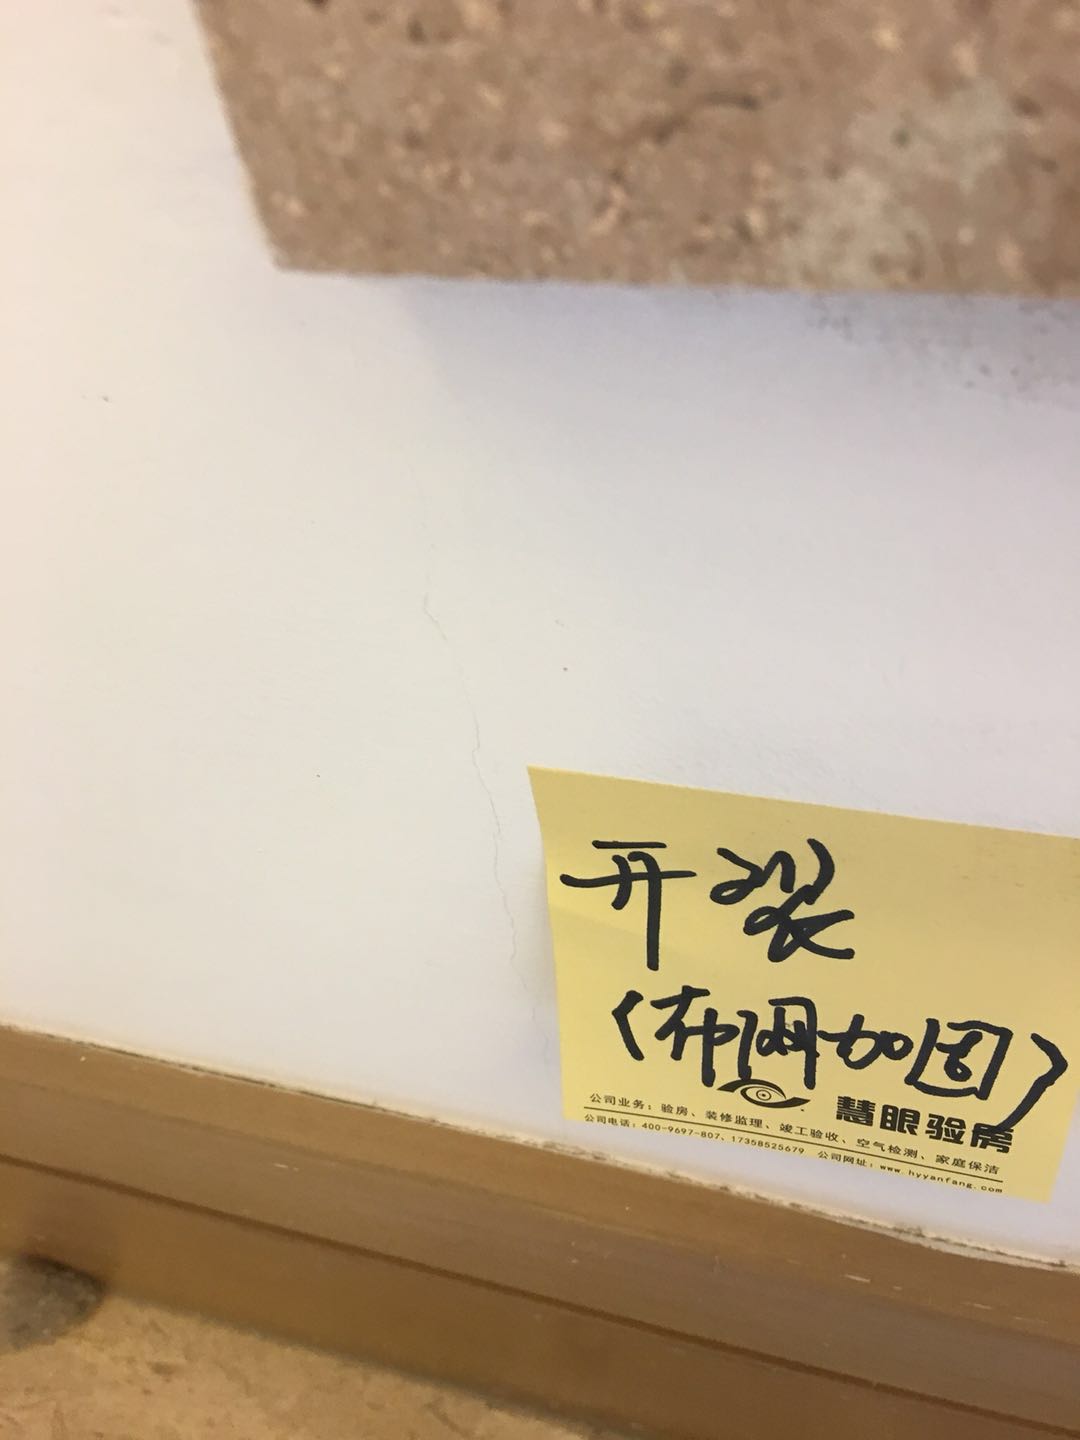 开裂
(布网加固)
慧眼验房
公司业务：验房、装修监理、竣工验收、空气检测、家庭保洁
公司电话：400-9697-807、17358525679 公司网址：www.hyyanfang.com